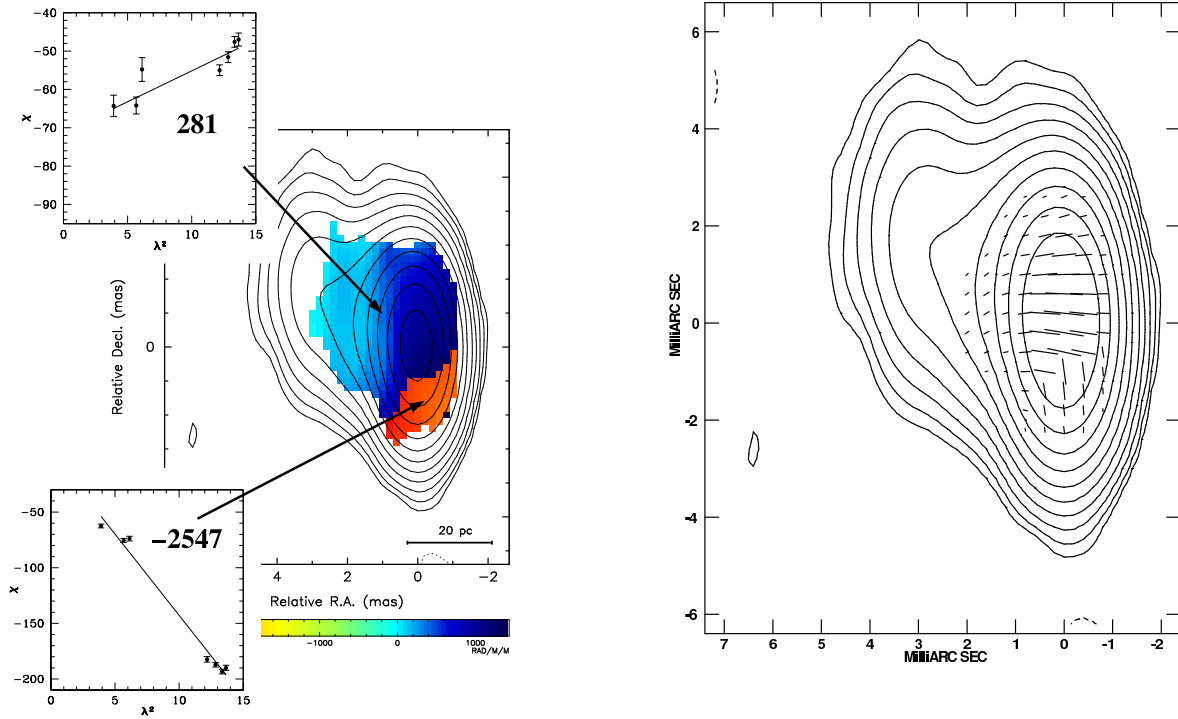 −40
−50
−60
−70
−80
−90
χ
281
0 5 10 15
λ²
Relative Decl. (mas)
0
20 pc
4 2 0 −2
Relative R.A. (mas)
−1000 0 1000
RAD/M/M
−50
−100
−150
−200
χ
−2547
0 5 10 15
λ²
6
4
2
0
-2
-4
-6
MilliARC SEC
7 6 5 4 3 2 1 0 -1 -2
MilliARC SEC